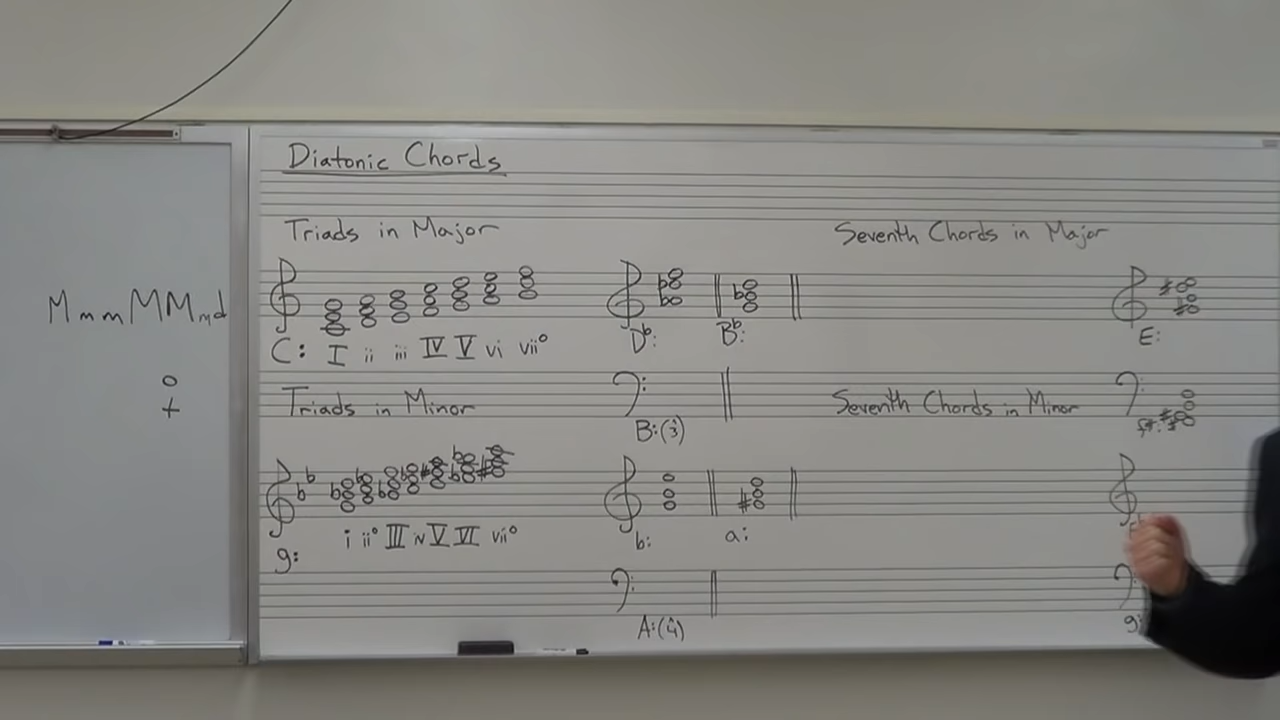 Diatonic Chords
MmmMMmd
o
+
Triads in Major
C: I ii iii IV V vi vii°
D♭:
B♭:
B:(3̂)
Triads in Minor
g: i ii° III iv V VI vii°
b:
a:
A:(4̂)
Seventh Chords in Major
E:
Seventh Chords in Minor
g: